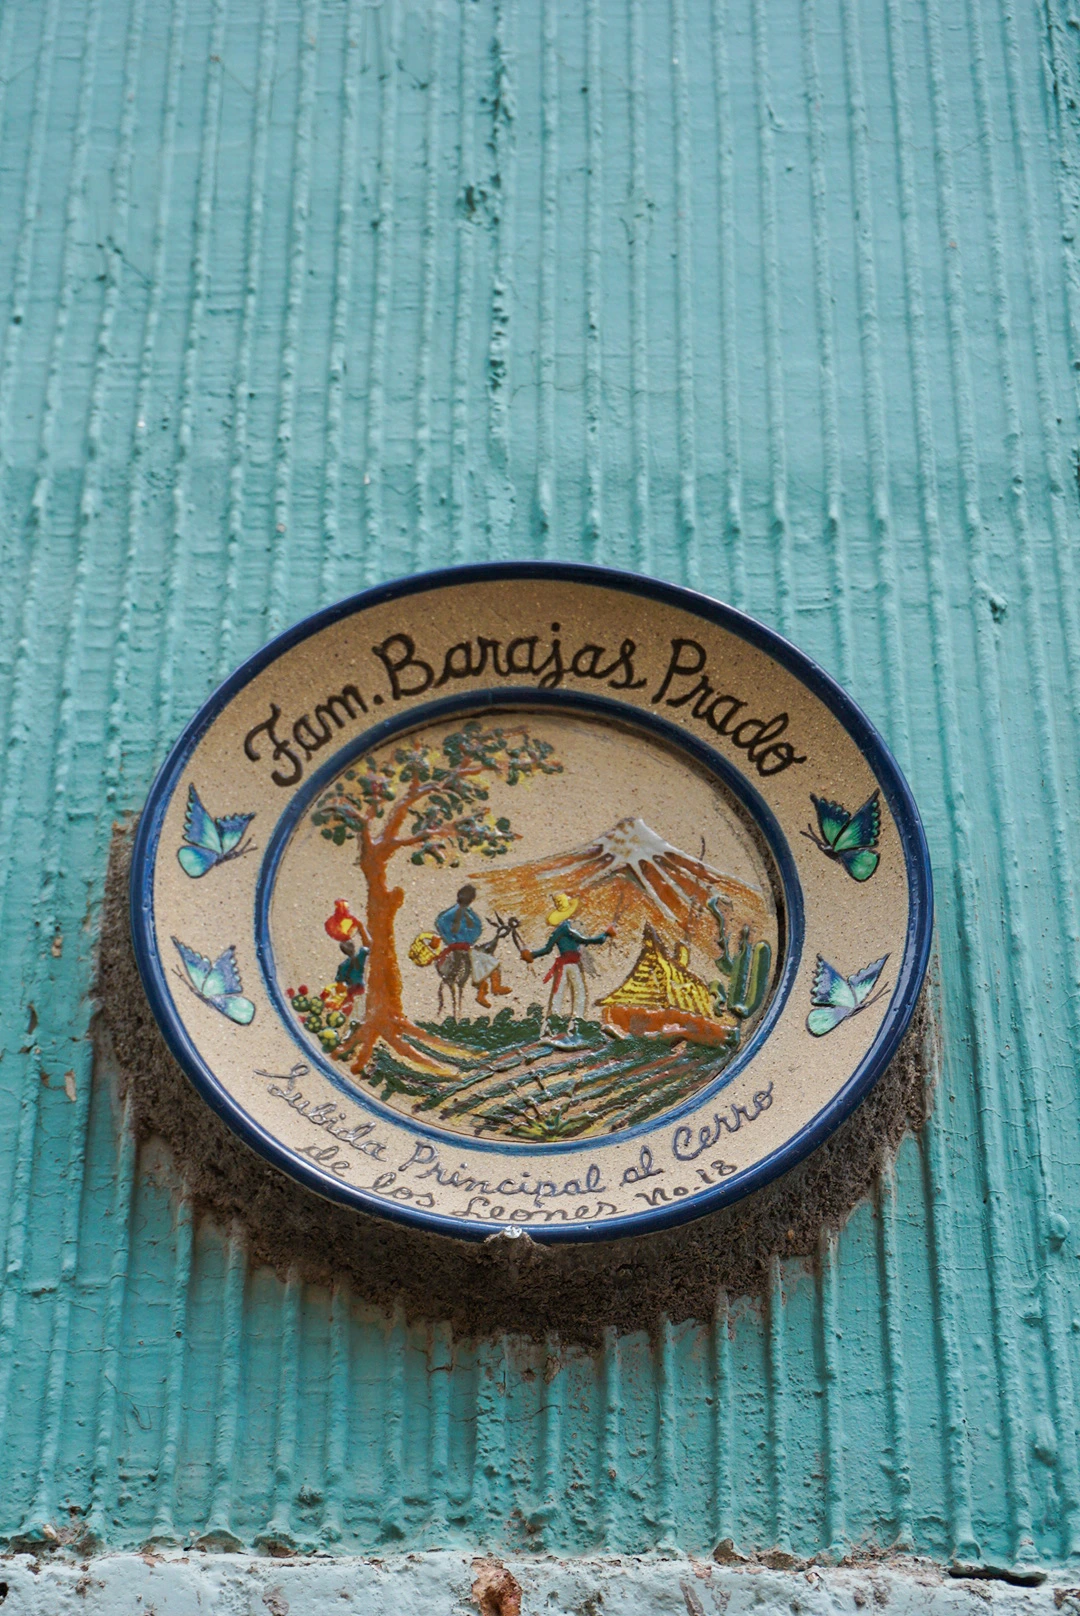 Fam. Barajas Prado
Subida Principal al Cerro
de los Leones No. 18